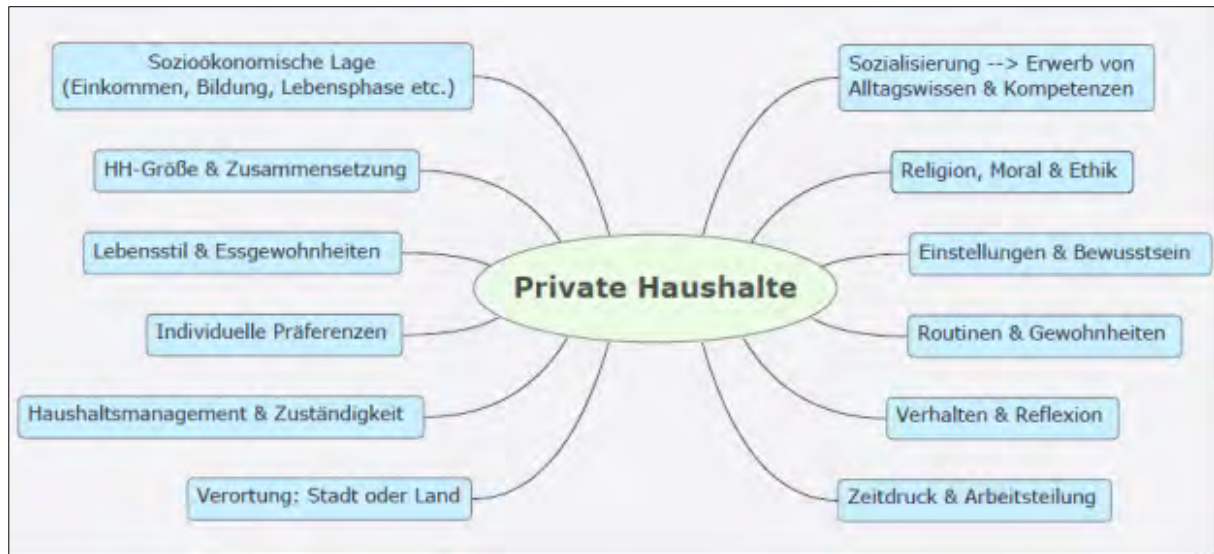 Sozioökonomische Lage
(Einkommen, Bildung, Lebensphase etc.)
HH-Größe & Zusammensetzung
Lebensstil & Essgewohnheiten
Individuelle Präferenzen
Haushaltsmanagement & Zuständigkeit
Verortung: Stadt oder Land
Private Haushalte
Sozialisierung --> Erwerb von
Alltagswissen & Kompetenzen
Religion, Moral & Ethik
Einstellungen & Bewusstsein
Routinen & Gewohnheiten
Verhalten & Reflexion
Zeitdruck & Arbeitsteilung